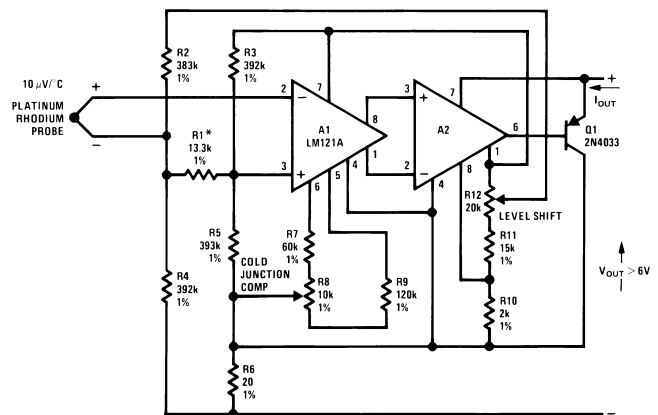 R2
383k
1%
R3
392k
1%
10 μV/°C
PLATINUM
RHODIUM
PROBE
+
−
R1*
13.3k
1%
2
−
3
+
7
A1
LM121A
8
1
6
5
4
3
+
2
−
7
A2
6
1
8
4
+
IOUT
Q1
2N4033
R12
20k
LEVEL SHIFT
R11
15k
1%
R10
2k
1%
VOUT > 6V
R5
393k
1%
COLD
JUNCTION
COMP
R7
60k
1%
R8
10k
1%
R9
120k
1%
R4
392k
1%
R6
20
1%
−